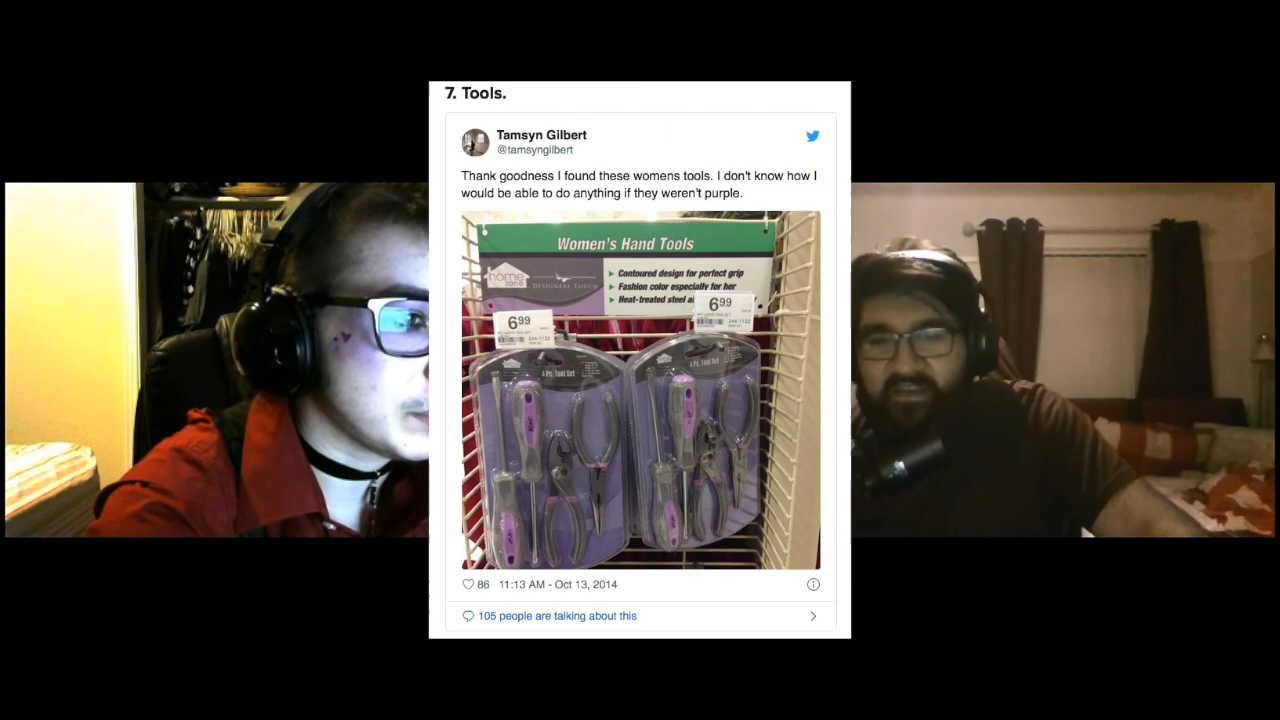 7. Tools.
Tamsyn Gilbert
@tamsyngilbert
Thank goodness I found these womens tools. I don't know how I
would be able to do anything if they weren't purple.
Women's Hand Tools
home
zone
DESIGNERS TOUCH
Contoured design for perfect grip
Fashion color especially for her
Heat-treated steel
6.99
6.99
4 Pc. Tool Set
4 Pc. Tool Set
86 11:13 AM - Oct 13, 2014
105 people are talking about this